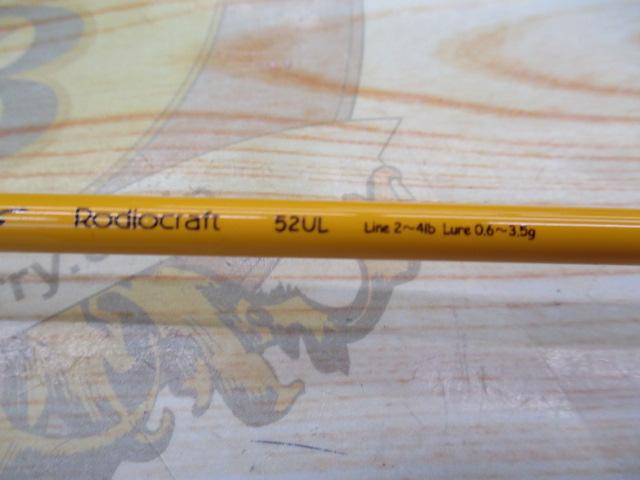 Rodiocraft 52UL Line 2～4lb Lure 0.6～3.5g